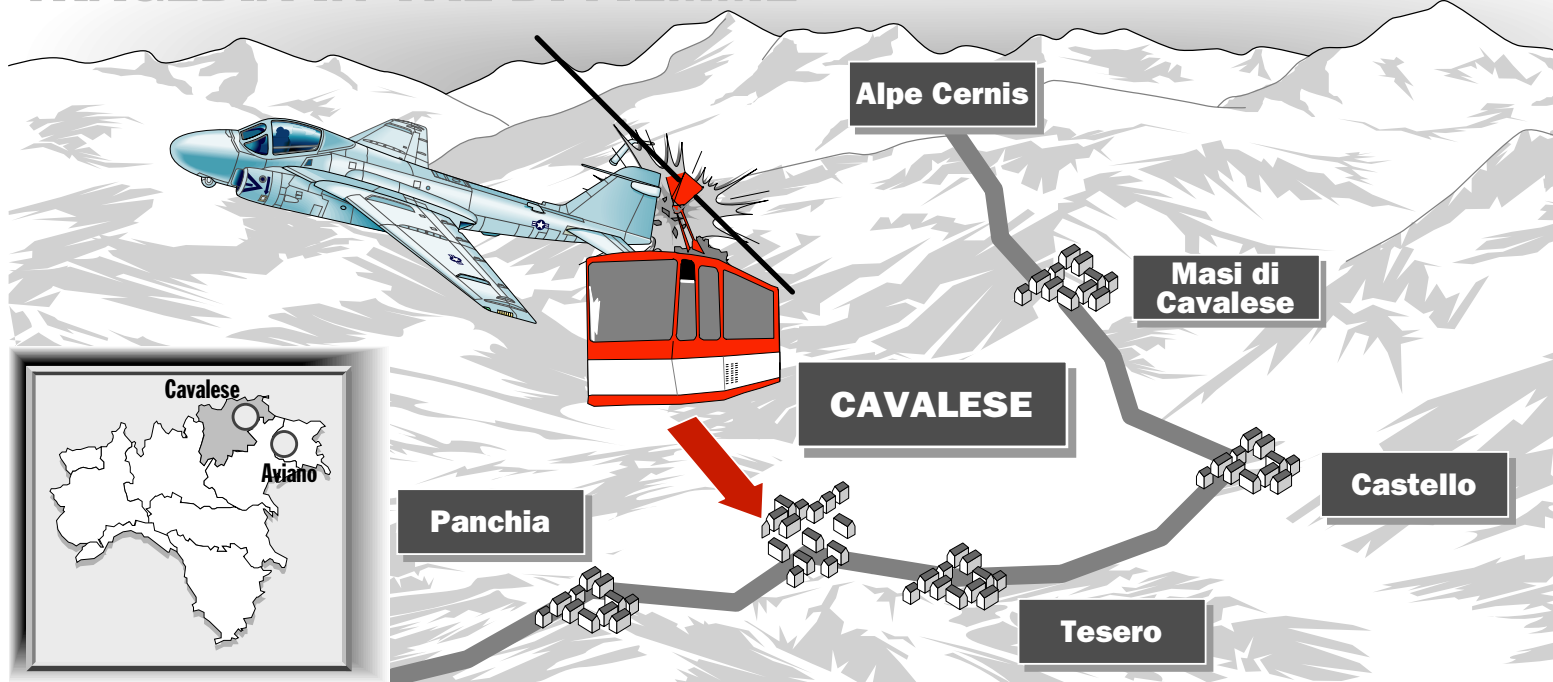 Alpe Cernis
Masi di
Cavalese
CAVALESE
Castello
Panchia
Tesero
Cavalese
Aviano